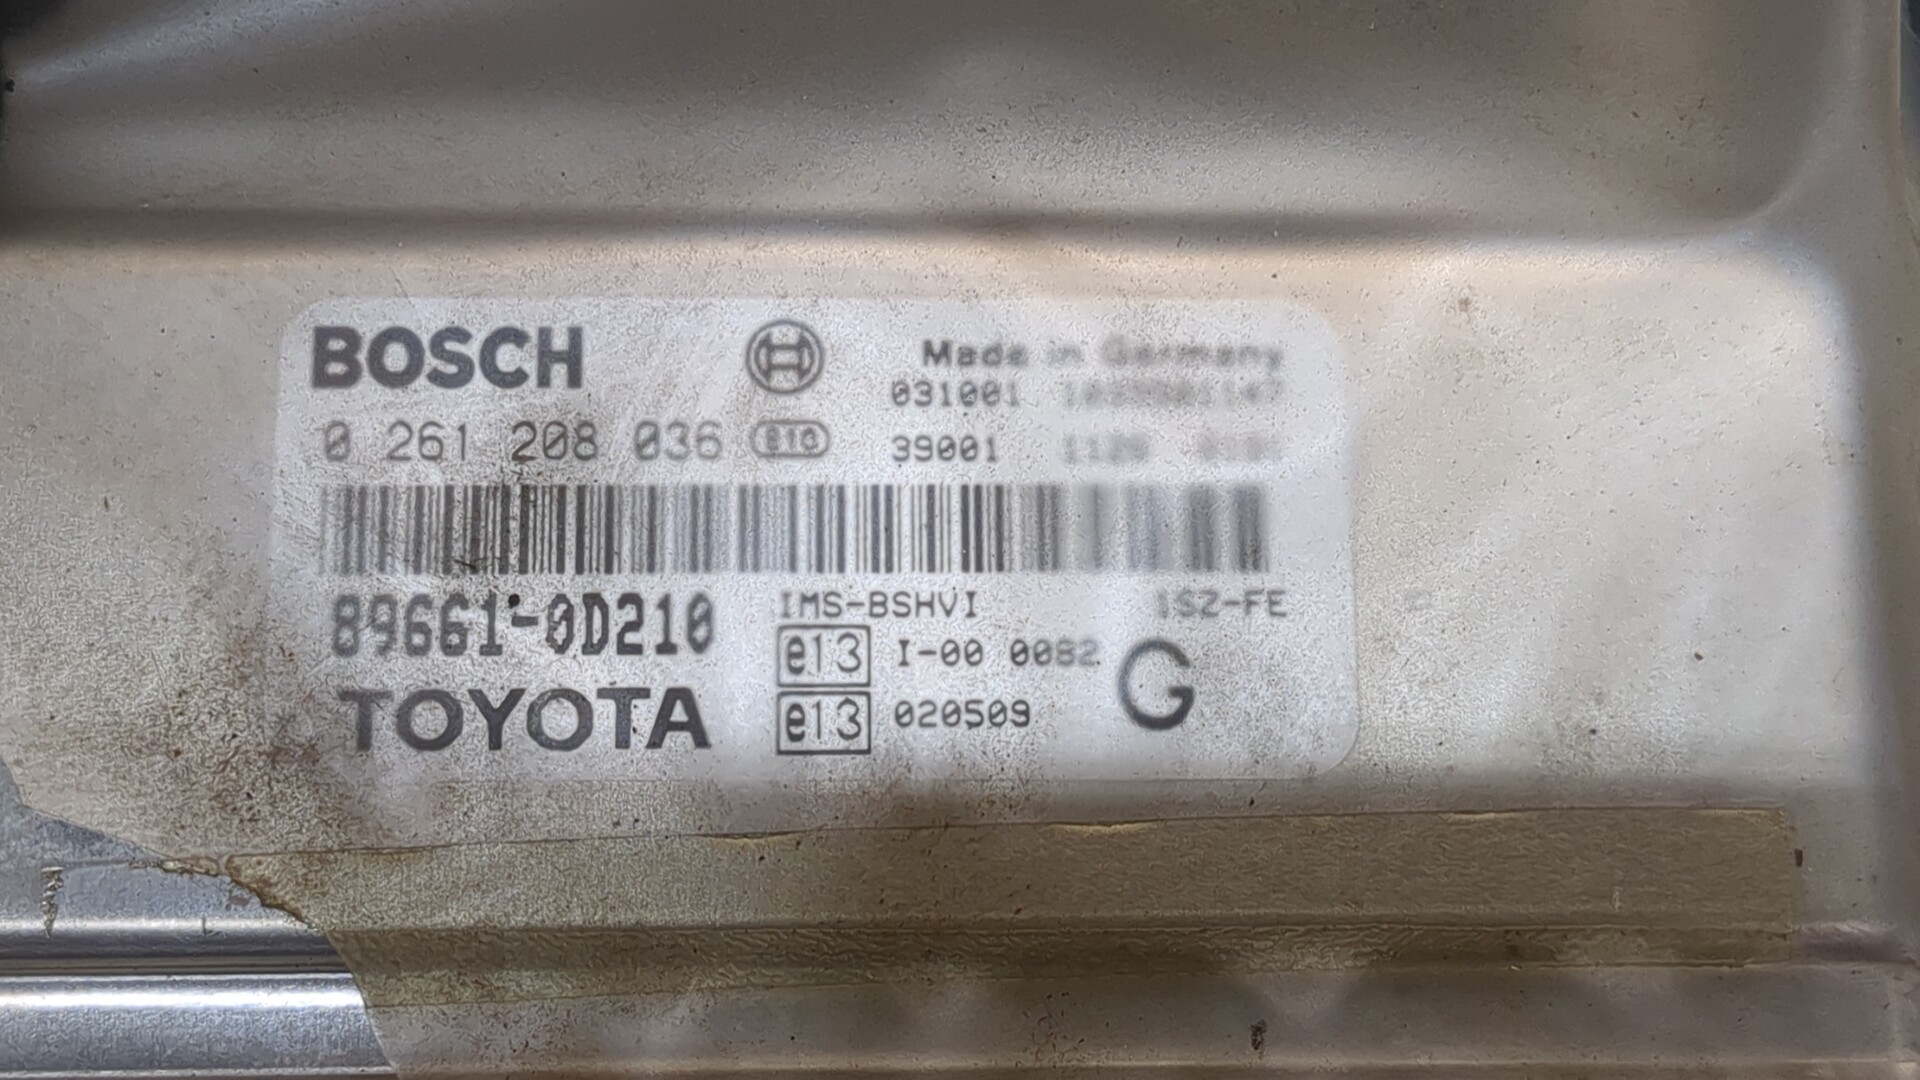 BOSCH
Made in Germany
031001
0 261 208 036
39001
89661-0D210
IMS-BSHVI
1SZ-FE
e13 I-00 0082
G
TOYOTA
e13 020509